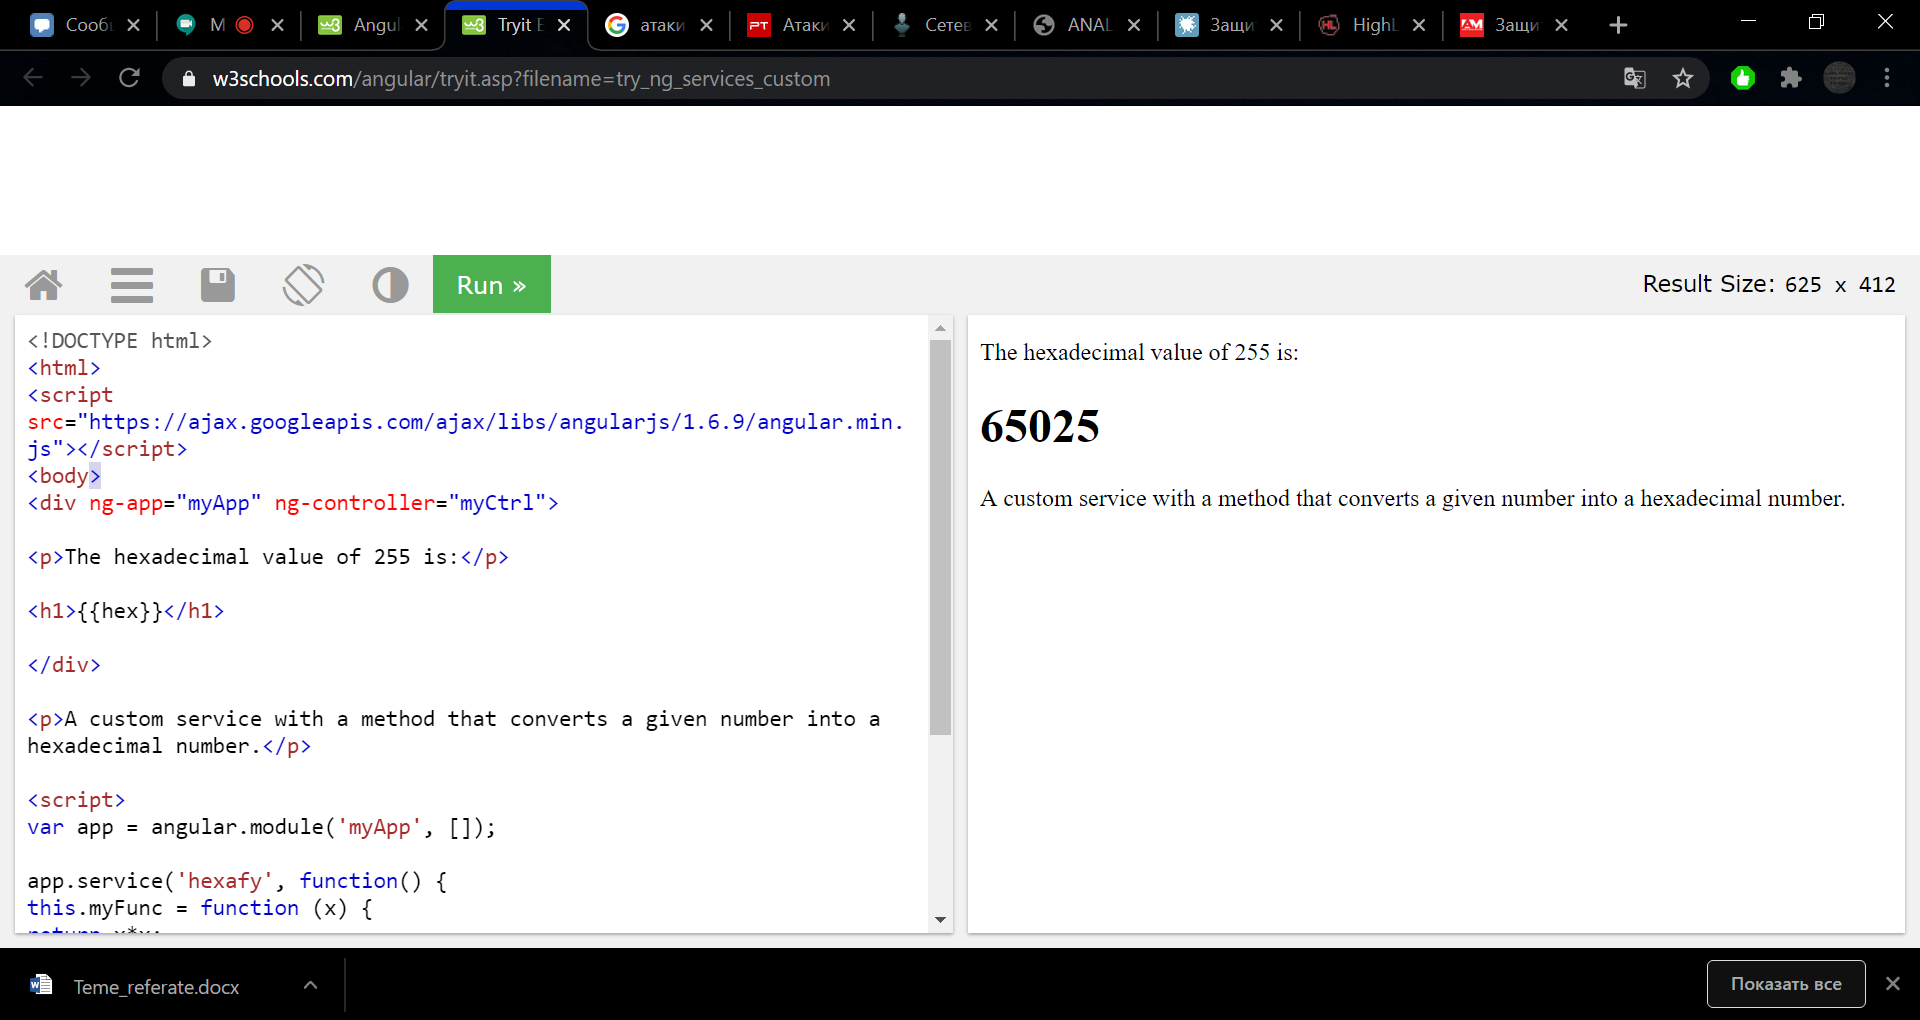 Сооб
M
Angul
Tryit E
атаки
Атаки
Сетев
ANAL
Защи
HighL
Защи
w3schools.com/angular/tryit.asp?filename=try_ng_services_custom
Run »
Result Size: 625 x 412
<!DOCTYPE html>
<html>
<script
src="https://ajax.googleapis.com/ajax/libs/angularjs/1.6.9/angular.min.
js"></script>
<body>
<div ng-app="myApp" ng-controller="myCtrl">
<p>The hexadecimal value of 255 is:</p>
<h1>{{hex}}</h1>
</div>
<p>A custom service with a method that converts a given number into a
hexadecimal number.</p>
<script>
var app = angular.module('myApp', []);
app.service('hexafy', function() {
this.myFunc = function (x) {
return x*x;
The hexadecimal value of 255 is:
65025
A custom service with a method that converts a given number into a hexadecimal number.
Teme_referate.docx
Показать все